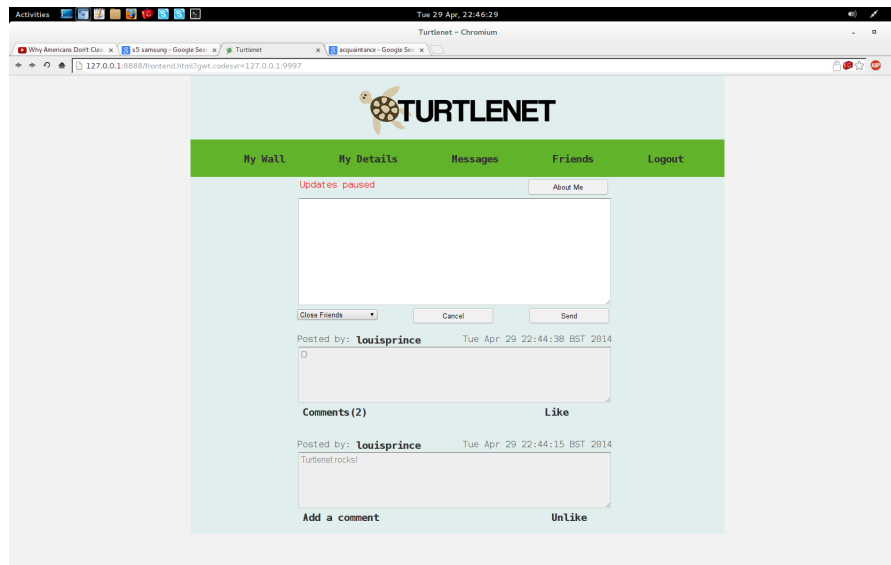 Activities
Tue 29 Apr, 22:46:29
Turtlenet - Chromium
Why Americans Don't x s5 samsung - Google Sea x Turtlenet x acquaintance - Google Sea x
127.0.0.1:8888/frontend.html?gwt.codesvr=127.0.0.1:9997 ABP
TURTLENET
My Wall My Details Messages Friends Logout
Updates paused About Me
Close Friends Cancel Send
Posted by: louisprince Tue Apr 29 22:44:38 BST 2014
D
Comments(2) Like
Posted by: louisprince Tue Apr 29 22:44:15 BST 2014
Turtlenet rocks!
Add a comment Unlike